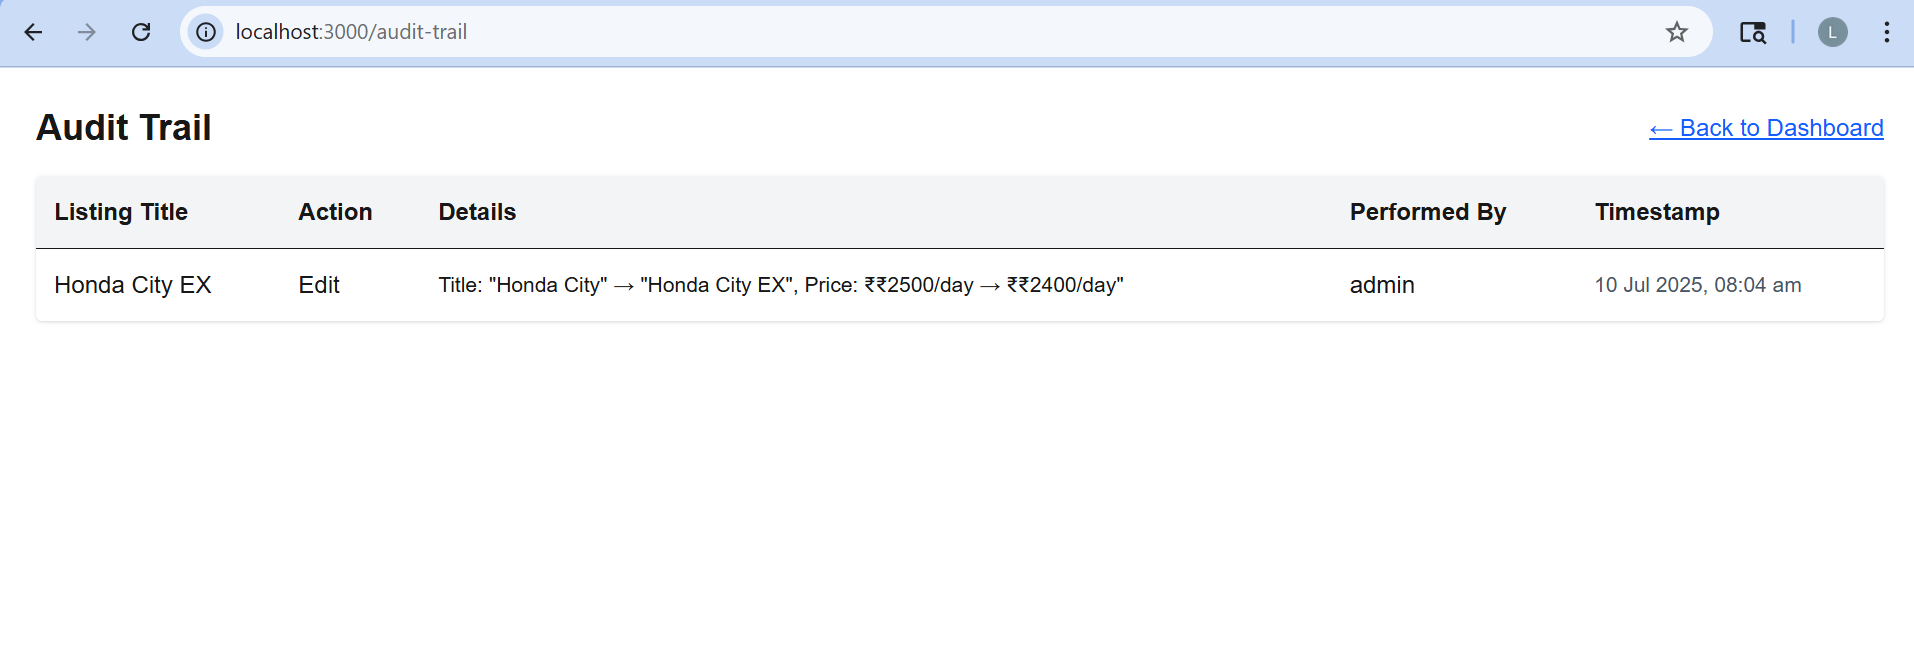 localhost:3000/audit-trail
L
Audit Trail
← Back to Dashboard
Listing Title Action Details Performed By Timestamp
Honda City EX Edit Title: "Honda City" → "Honda City EX", Price: ₹₹2500/day → ₹₹2400/day" admin 10 Jul 2025, 08:04 am